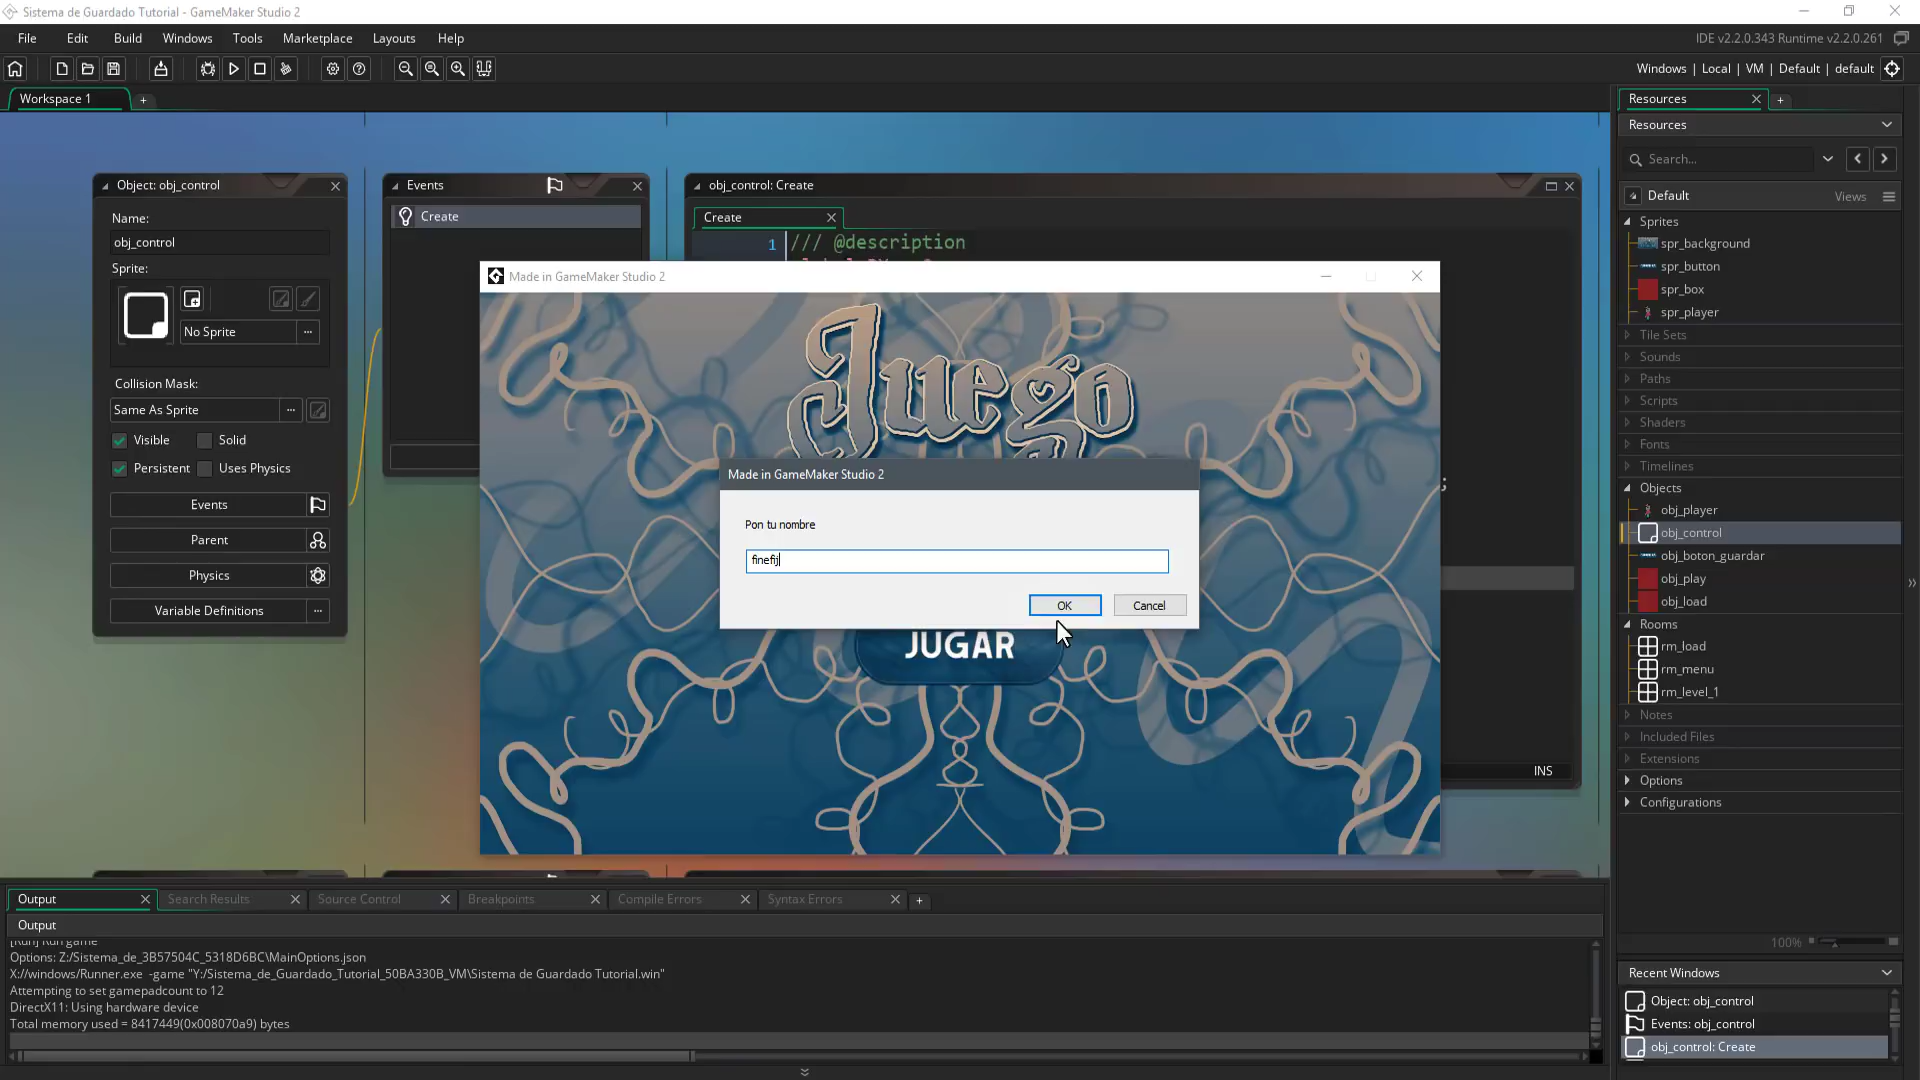 Sistema de Guardado Tutorial - GameMaker Studio 2
File Edit Build Windows Tools Marketplace Layouts Help
IDE v2.2.0.343 Runtime v2.2.0.261
Windows | Local | VM | Default | default
Workspace 1
Object: obj_control
Name:
obj_control
Sprite:
No Sprite
Collision Mask:
Same As Sprite
Visible Solid
Persistent Uses Physics
Events
Parent
Physics
Variable Definitions
Events
Create
obj_control: Create
Create
1 /// @description
;
INS
Made in GameMaker Studio 2
Juego
Made in GameMaker Studio 2
Pon tu nombre
finefij
OK Cancel
JUGAR
Resources
Resources
Search...
Default Views
Sprites
spr_background
spr_button
spr_box
spr_player
Tile Sets
Sounds
Paths
Scripts
Shaders
Fonts
Timelines
Objects
obj_player
obj_control
obj_boton_guardar
obj_play
obj_load
Rooms
rm_load
rm_menu
rm_level_1
Notes
Included Files
Extensions
Options
Configurations
100%
Recent Windows
Object: obj_control
Events: obj_control
obj_control: Create
Output Search Results Source Control Breakpoints Compile Errors Syntax Errors
Output
[Run] Run game
Options: Z:/Sistema_de_3B57504C_5318D6BC\MainOptions.json
X://windows/Runner.exe -game "Y:/Sistema_de_Guardado_Tutorial_50BA330B_VM\Sistema de Guardado Tutorial.win"
Attempting to set gamepadcount to 12
DirectX11: Using hardware device
Total memory used = 8417449(0x008070a9) bytes